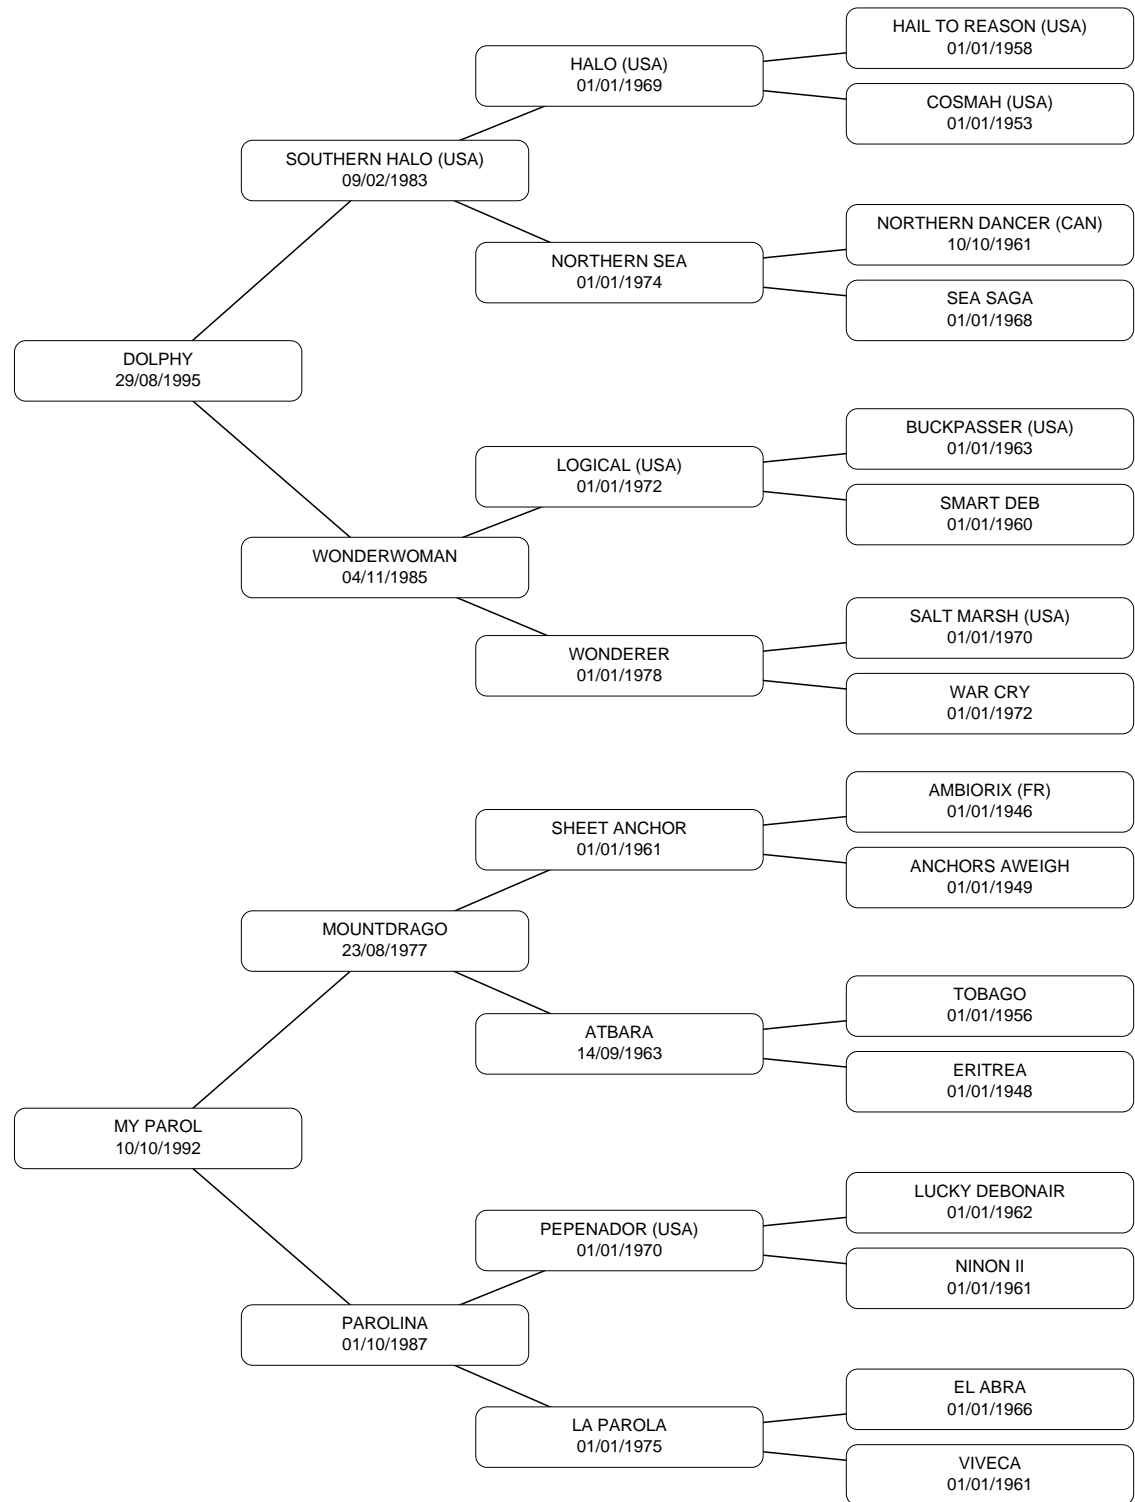 HAIL TO REASON (USA)
01/01/1958
HALO (USA)
01/01/1969
COSMAH (USA)
01/01/1953
SOUTHERN HALO (USA)
09/02/1983
NORTHERN DANCER (CAN)
10/10/1961
NORTHERN SEA
01/01/1974
SEA SAGA
01/01/1968
DOLPHY
29/08/1995
BUCKPASSER (USA)
01/01/1963
LOGICAL (USA)
01/01/1972
SMART DEB
01/01/1960
WONDERWOMAN
04/11/1985
SALT MARSH (USA)
01/01/1970
WONDERER
01/01/1978
WAR CRY
01/01/1972
AMBIORIX (FR)
01/01/1946
SHEET ANCHOR
01/01/1961
ANCHORS AWEIGH
01/01/1949
MOUNTDRAGO
23/08/1977
TOBAGO
01/01/1956
ATBARA
14/09/1963
ERITREA
01/01/1948
MY PAROL
10/10/1992
LUCKY DEBONAIR
01/01/1962
PEPENADOR (USA)
01/01/1970
NINON II
01/01/1961
PAROLINA
01/10/1987
EL ABRA
01/01/1966
LA PAROLA
01/01/1975
VIVECA
01/01/1961